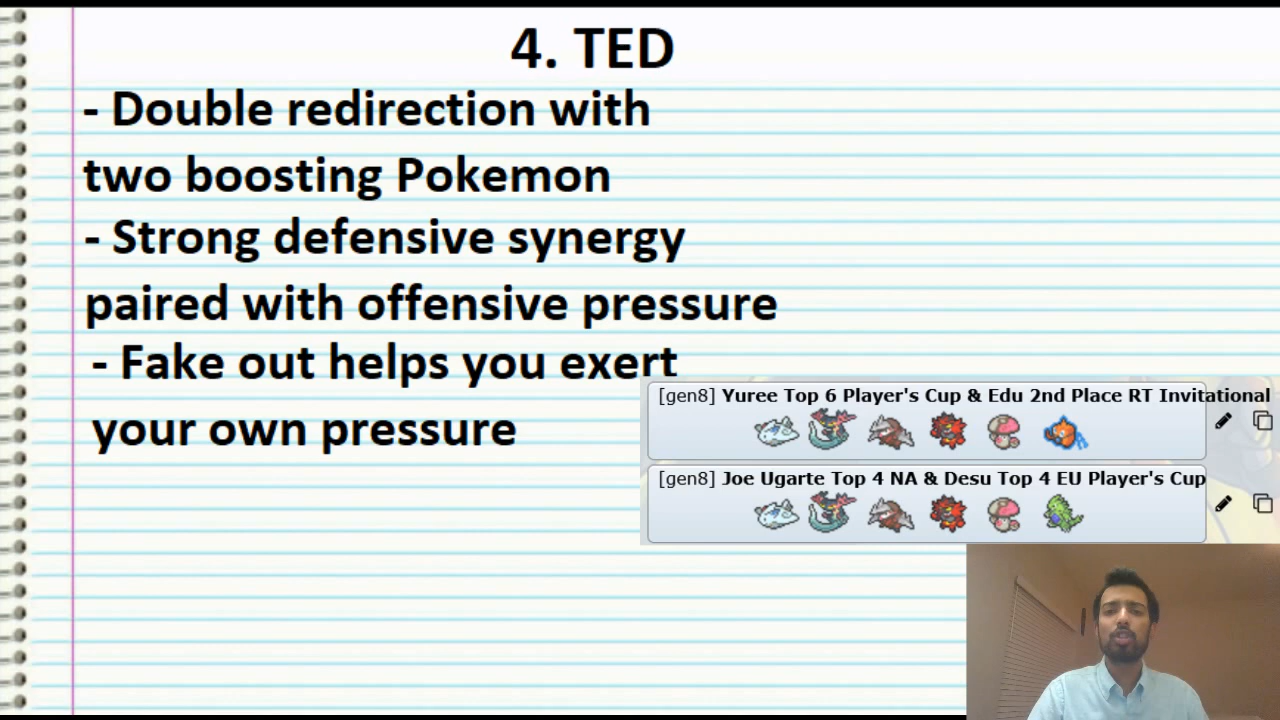 4. TED
- Double redirection with
two boosting Pokemon
- Strong defensive synergy
paired with offensive pressure
- Fake out helps you exert
your own pressure
[gen8] Yuree Top 6 Player's Cup & Edu 2nd Place RT Invitational
[gen8] Joe Ugarte Top 4 NA & Desu Top 4 EU Player's Cup